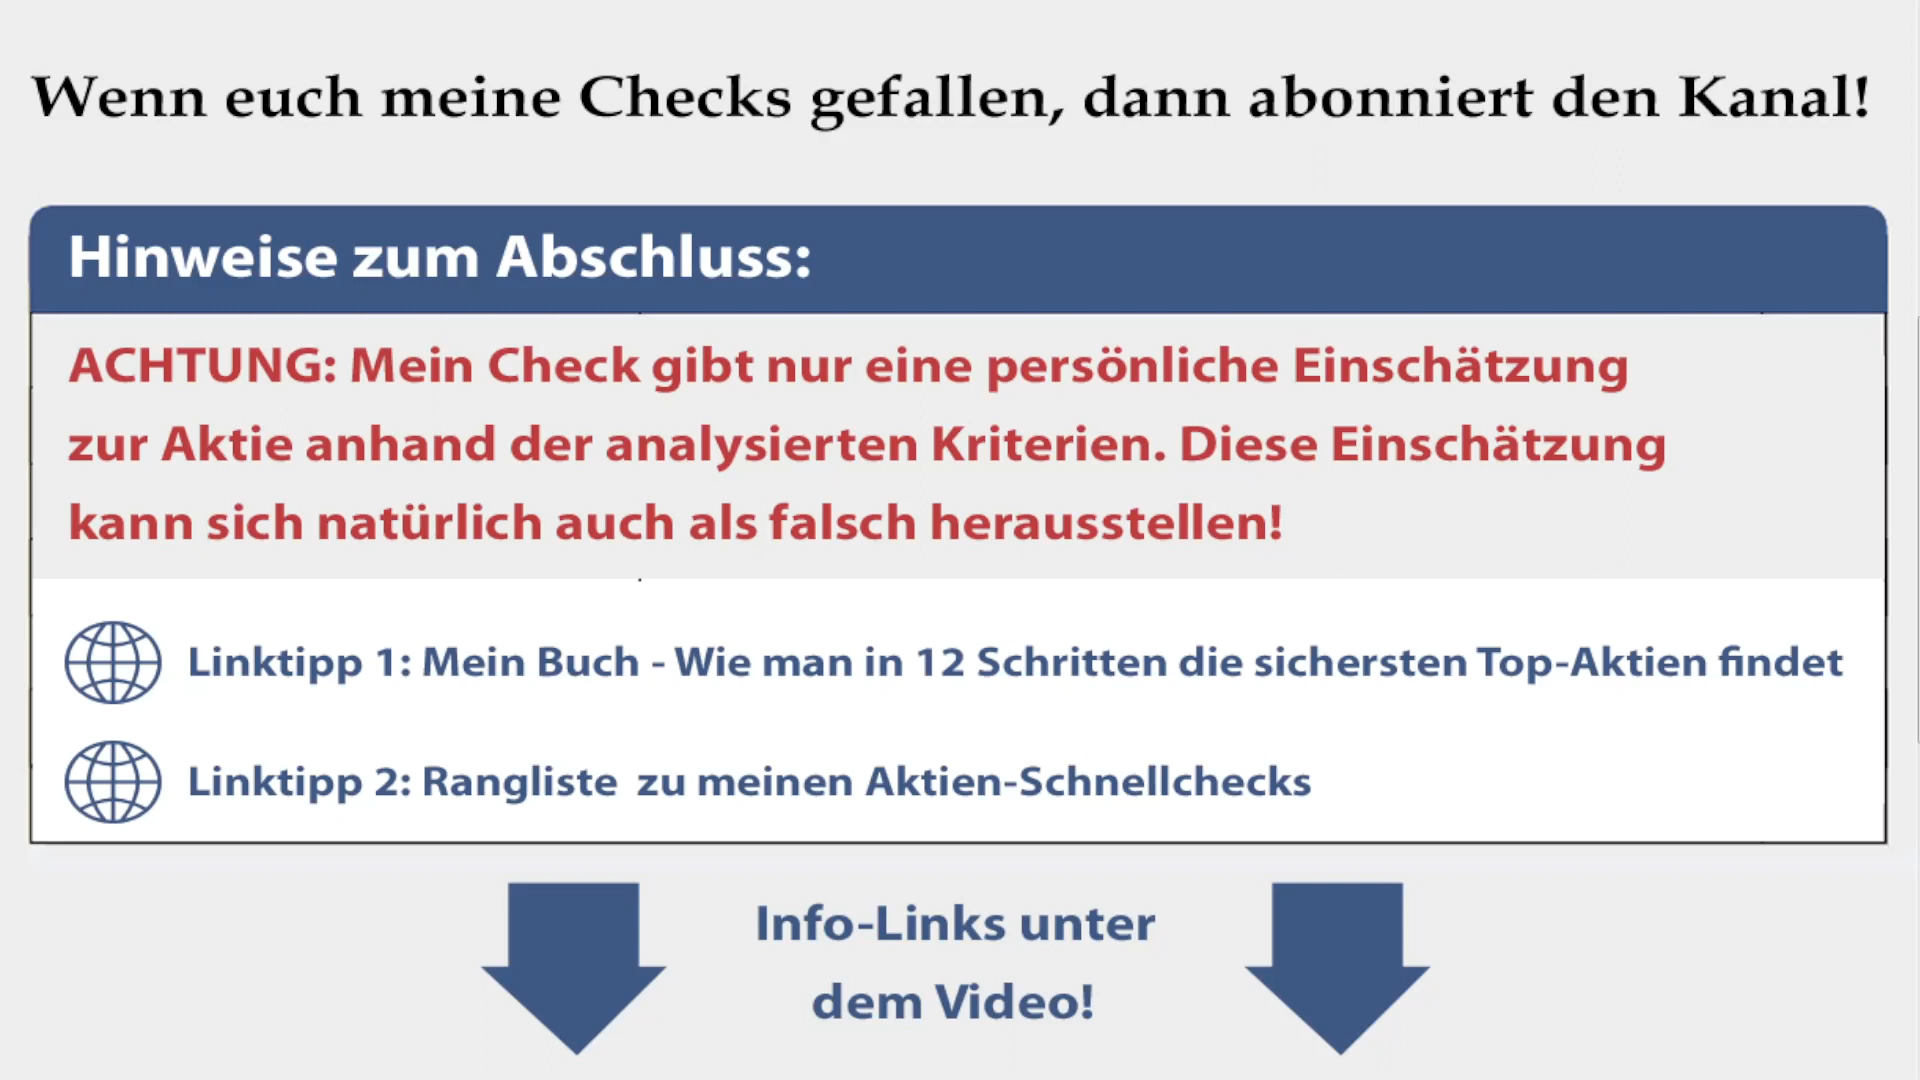 Wenn euch meine Checks gefallen, dann abonniert den Kanal!
Hinweise zum Abschluss:
ACHTUNG: Mein Check gibt nur eine persönliche Einschätzung
zur Aktie anhand der analysierten Kriterien. Diese Einschätzung
kann sich natürlich auch als falsch herausstellen!
Linktipp 1: Mein Buch - Wie man in 12 Schritten die sichersten Top-Aktien findet
Linktipp 2: Rangliste zu meinen Aktien-Schnellchecks
Info-Links unter
dem Video!